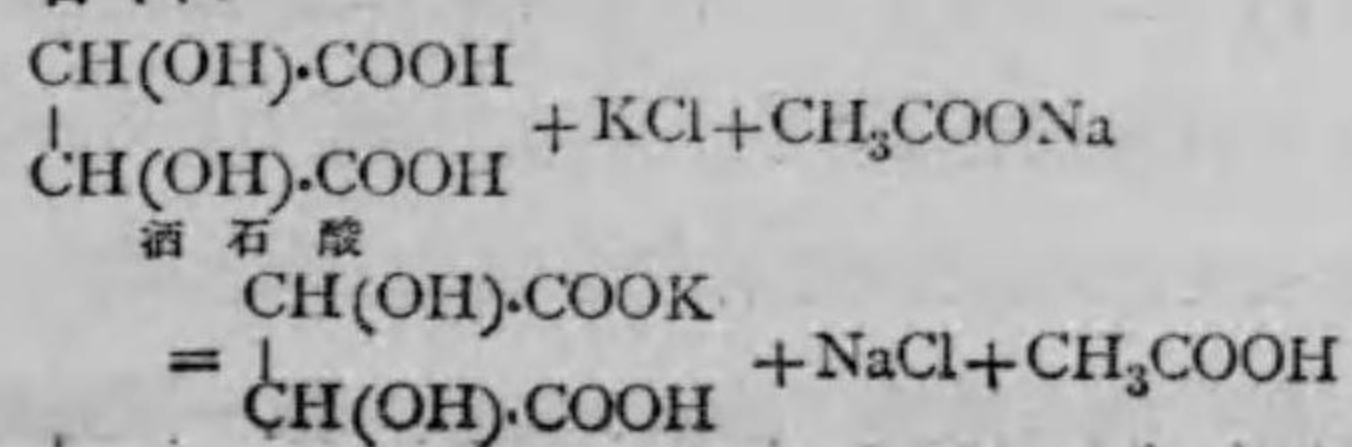 CH(OH)·COOH
| +KCl+CH₃COONa
CH(OH)·COOH
酒石酸
CH(OH)·COOK
= | +NaCl+CH₃COOH
CH(OH)·COOH